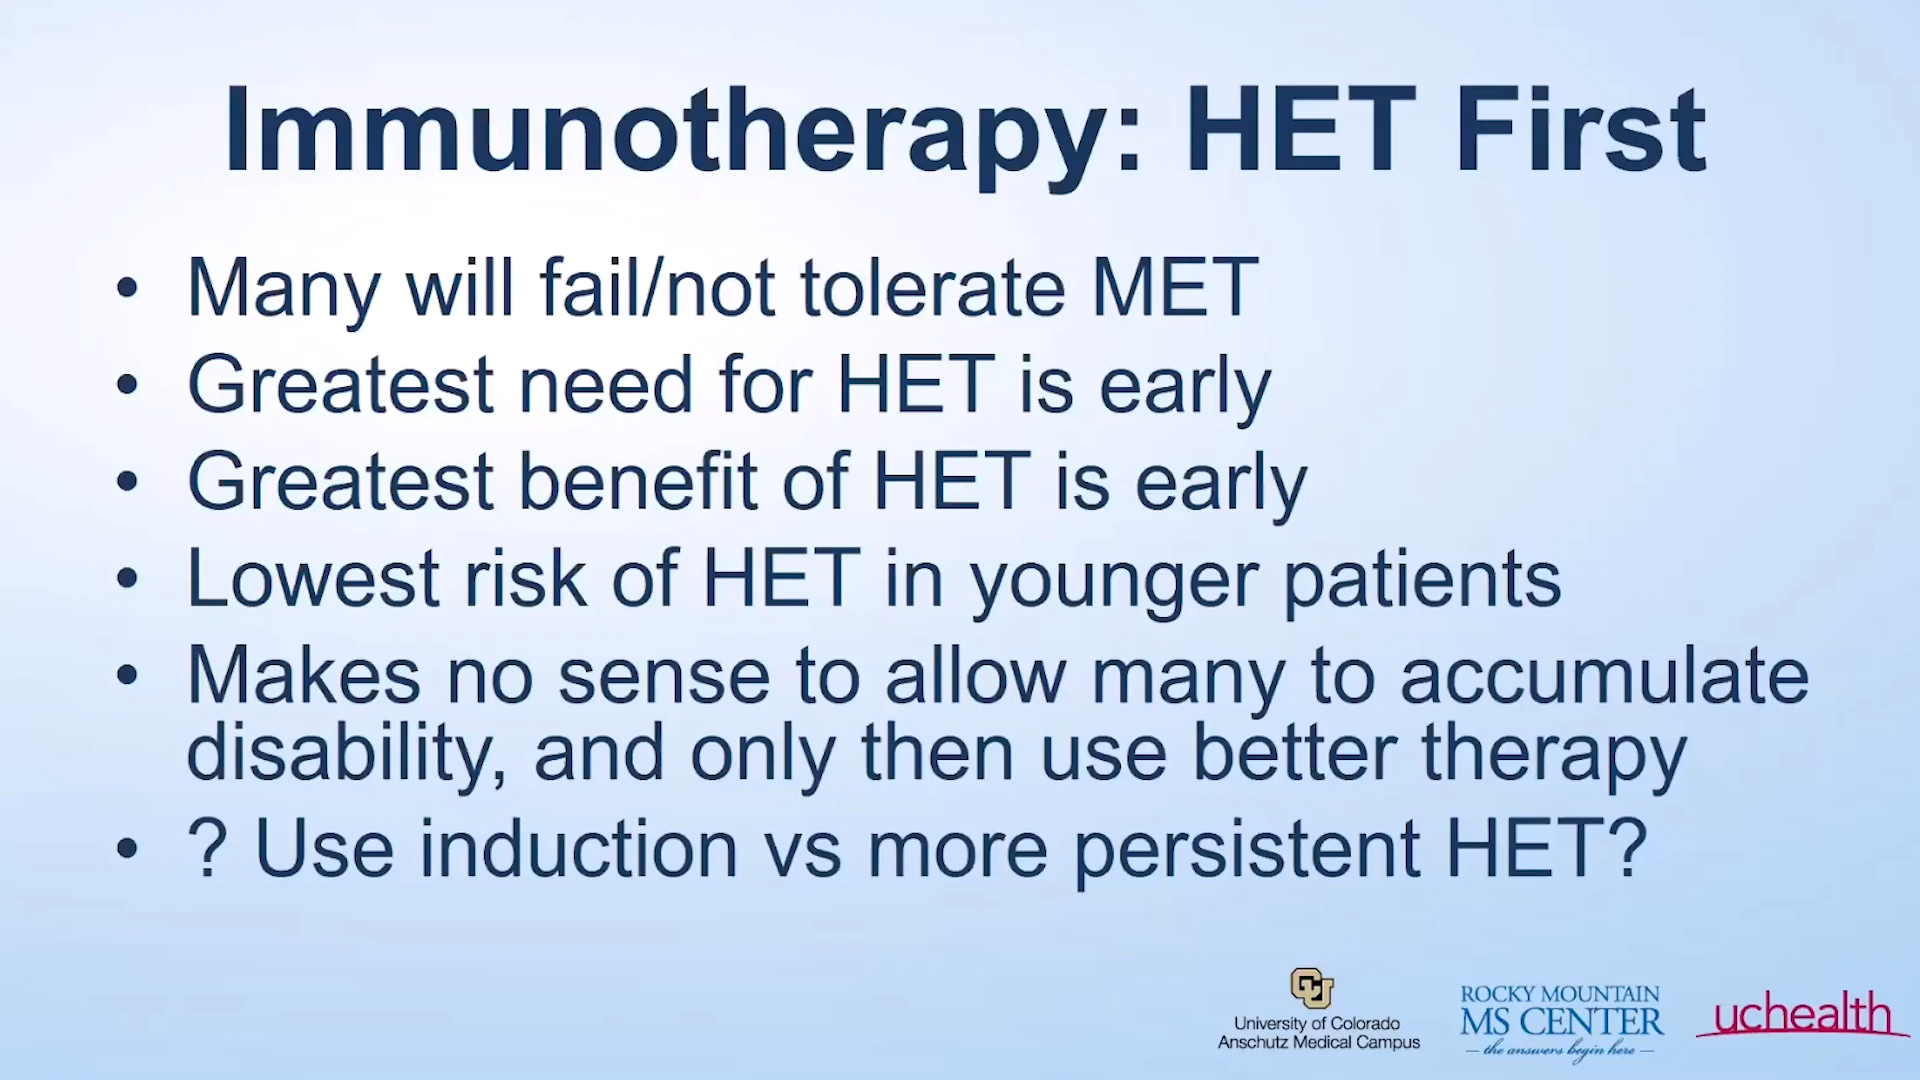 Immunotherapy: HET First
• Many will fail/not tolerate MET
• Greatest need for HET is early
• Greatest benefit of HET is early
• Lowest risk of HET in younger patients
• Makes no sense to allow many to accumulate
disability, and only then use better therapy
• ? Use induction vs more persistent HET?
CU
University of Colorado
Anschutz Medical Campus
ROCKY MOUNTAIN
MS CENTER
— the answers begin here —
uchealth